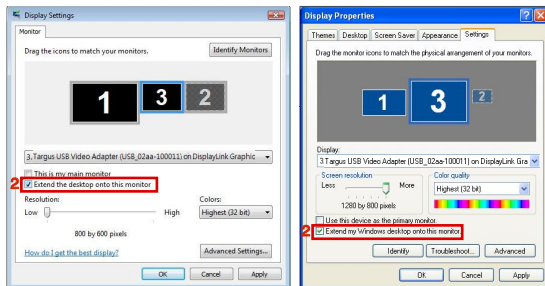 Display Settings
Monitor
Drag the icons to match your monitors.
Identify Monitors
1
3
2
3. Targus USB Video Adapter (USB_02aa-100011) on DisplayLink Graphic
This is my main monitor
2
Extend the desktop onto this monitor
Resolution:
Low
High
800 by 600 pixels
Colors:
Highest (32 bit)
How do I get the best display?
Advanced Settings...
OK
Cancel
Apply
Display Properties
Themes
Desktop
Screen Saver
Appearance
Settings
Drag the monitor icons to match the physical arrangement of your monitors.
1
3
2
Display:
3 Targus USB Video Adapter (USB_02aa-100011) on DisplayLink Gra
Screen resolution
Less
More
1280 by 800 pixels
Color quality
Highest (32 bit)
Use this device as the primary monitor.
2
Extend my Windows desktop onto this monitor.
Identify
Troubleshoot...
Advanced
OK
Cancel
Apply